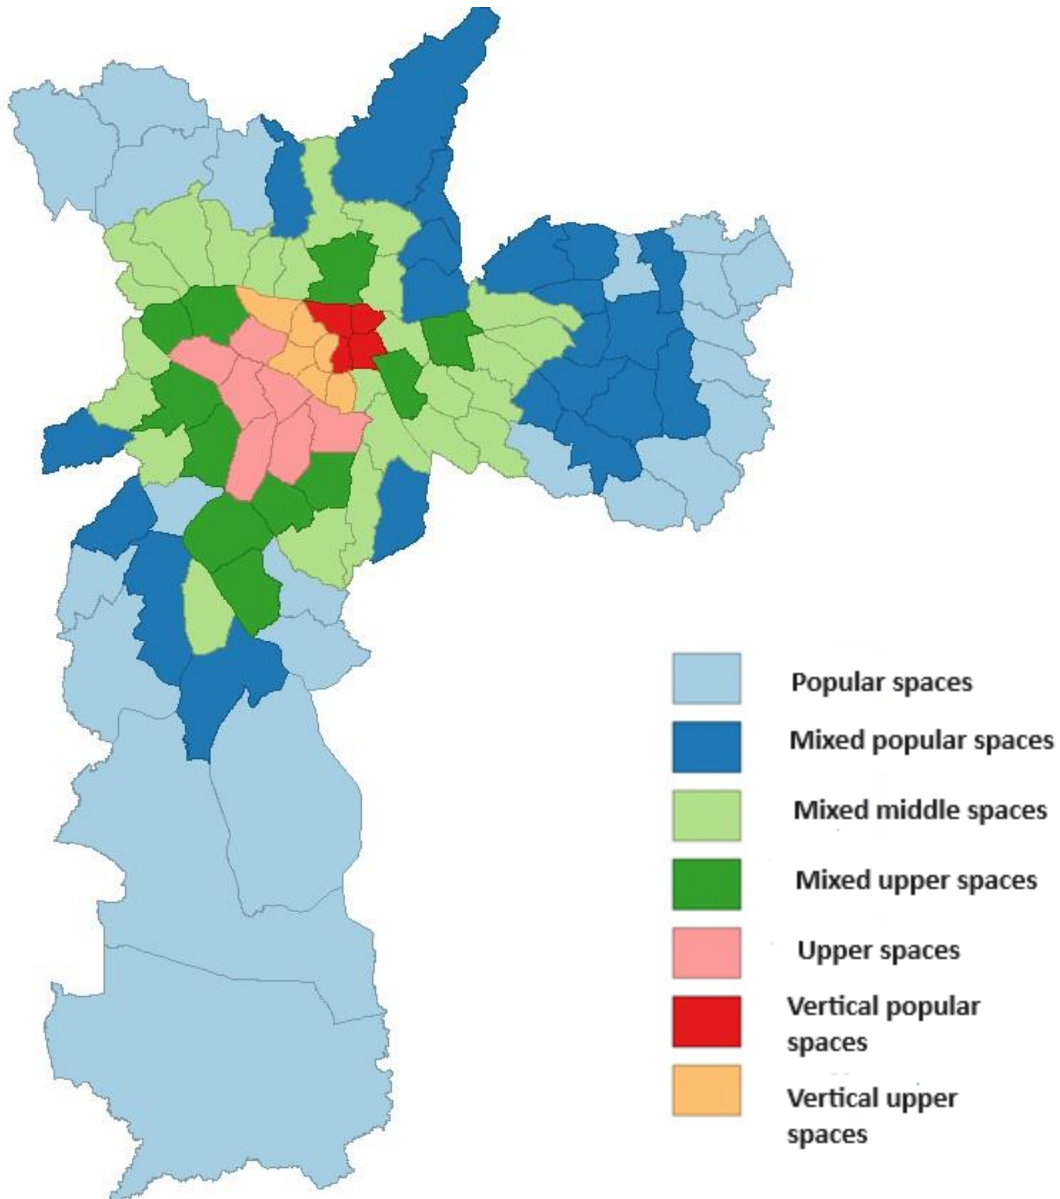 Popular spaces
Mixed popular spaces
Mixed middle spaces
Mixed upper spaces
Upper spaces
Vertical popular
spaces
Vertical upper
spaces